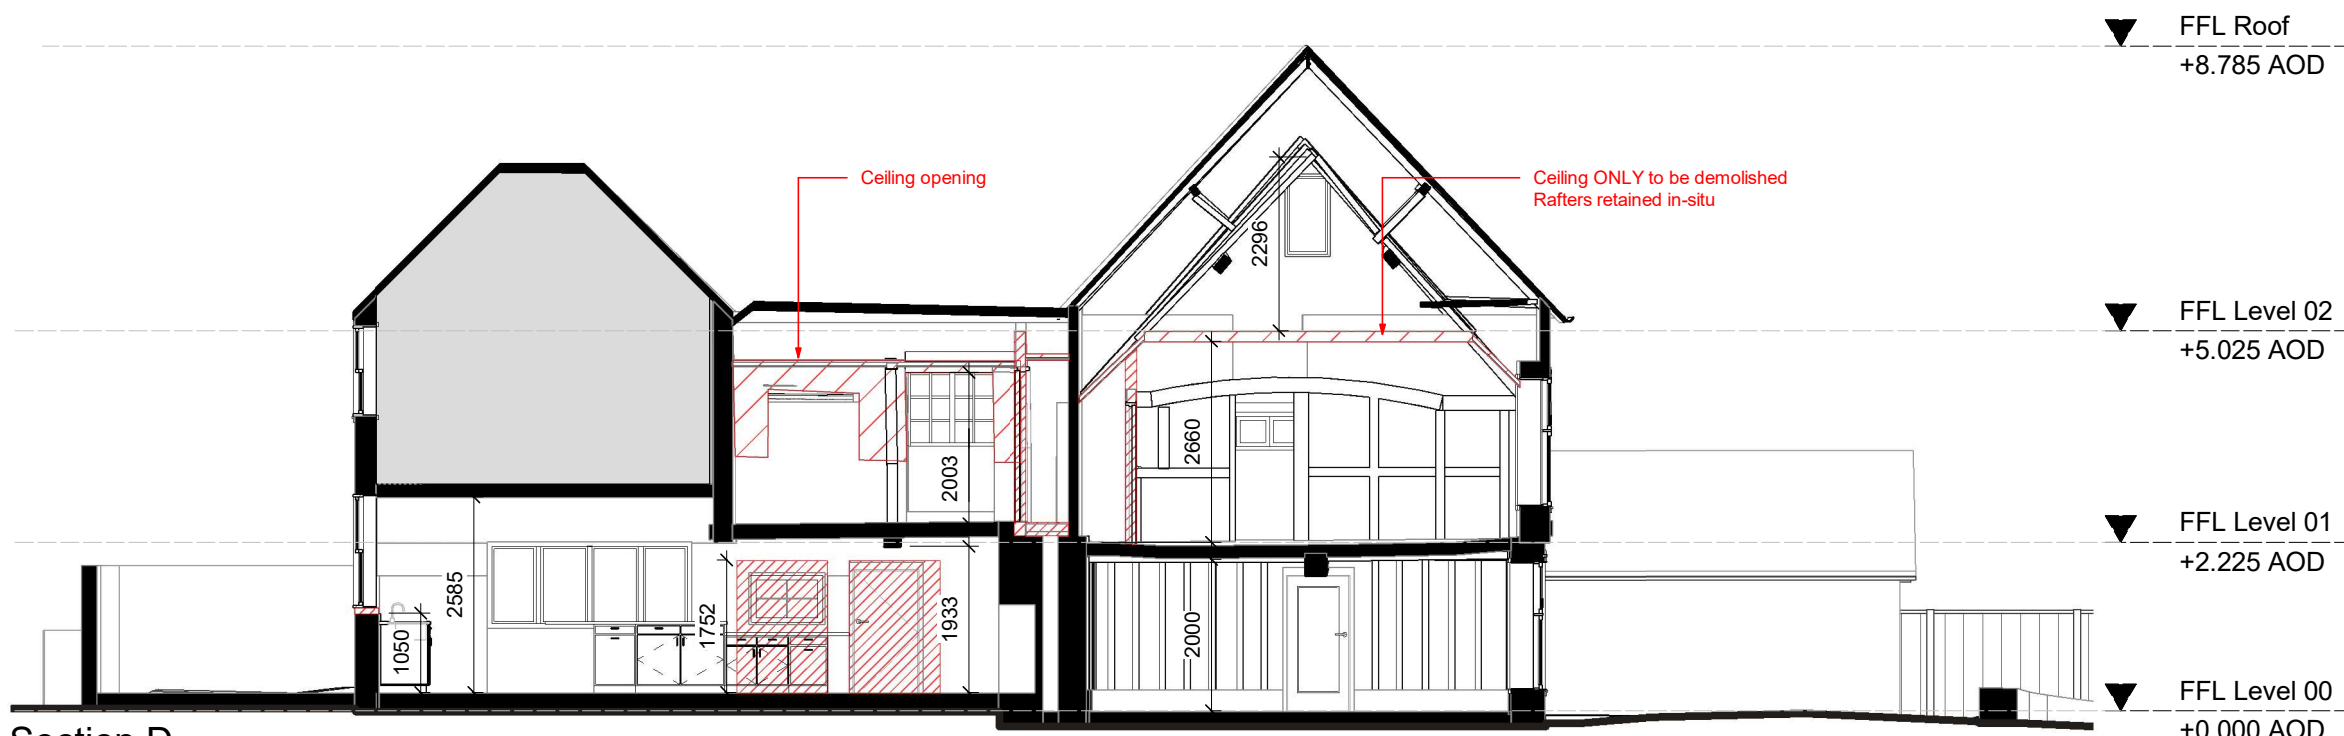 FFL Roof
+8.785 AOD
Ceiling opening
Ceiling ONLY to be demolished
Rafters retained in-situ
2296
FFL Level 02
+5.025 AOD
2660
2003
FFL Level 01
+2.225 AOD
2585
1050
1752
1933
2000
FFL Level 00
+0.000 AOD
Section D